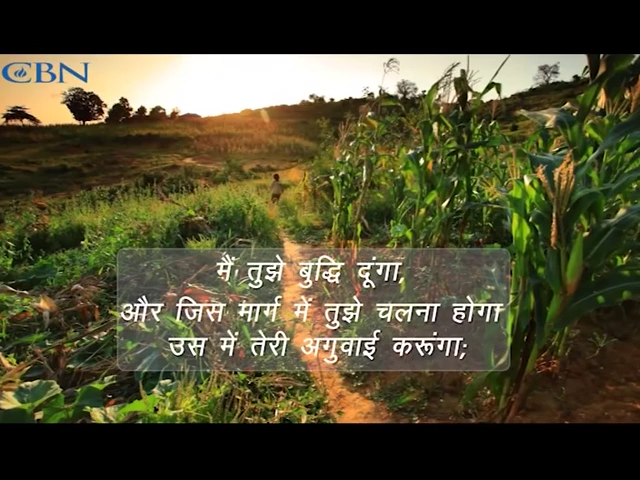 CBN
मैं तुझे बुद्धि दूंगा,
और जिस मार्ग में तुझे चलना होगा
उस में तेरी अगुवाई करूंगा;